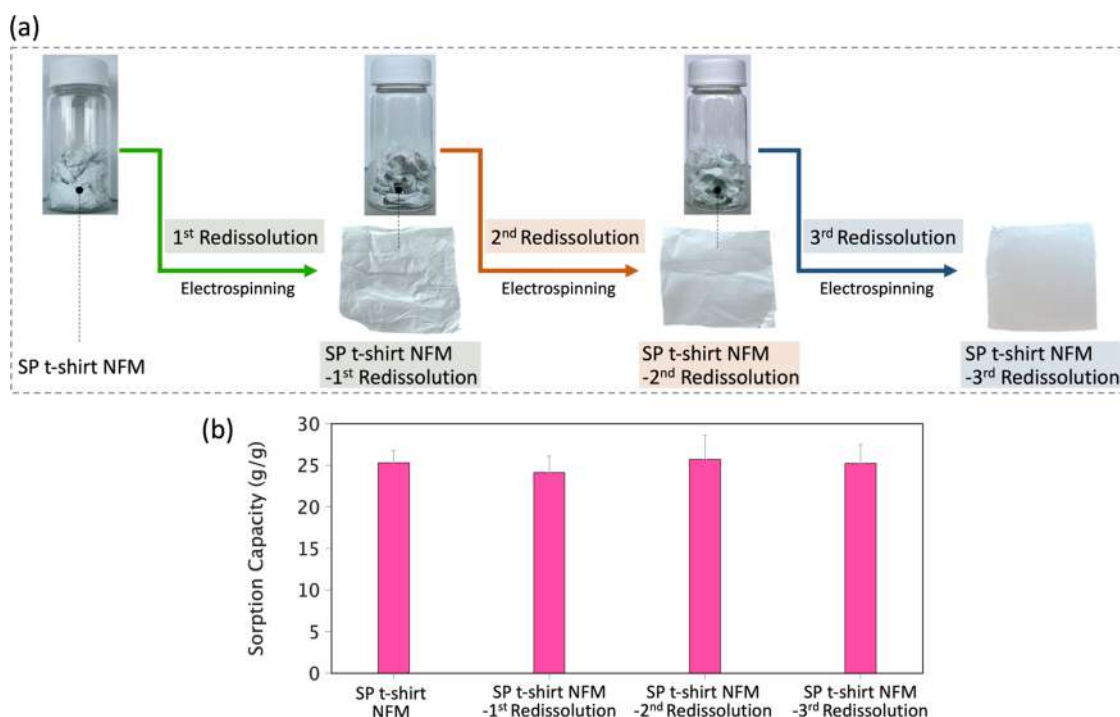 (a)
1st Redissolution
Electrospinning
2nd Redissolution
Electrospinning
3rd Redissolution
Electrospinning
SP t-shirt NFM
SP t-shirt NFM
-1st Redissolution
SP t-shirt NFM
-2nd Redissolution
SP t-shirt NFM
-3rd Redissolution
(b)
Sorption Capacity (g/g)
30
25
20
15
10
5
0
SP t-shirt
NFM
SP t-shirt NFM
-1st Redissolution
SP t-shirt NFM
-2nd Redissolution
SP t-shirt NFM
-3rd Redissolution